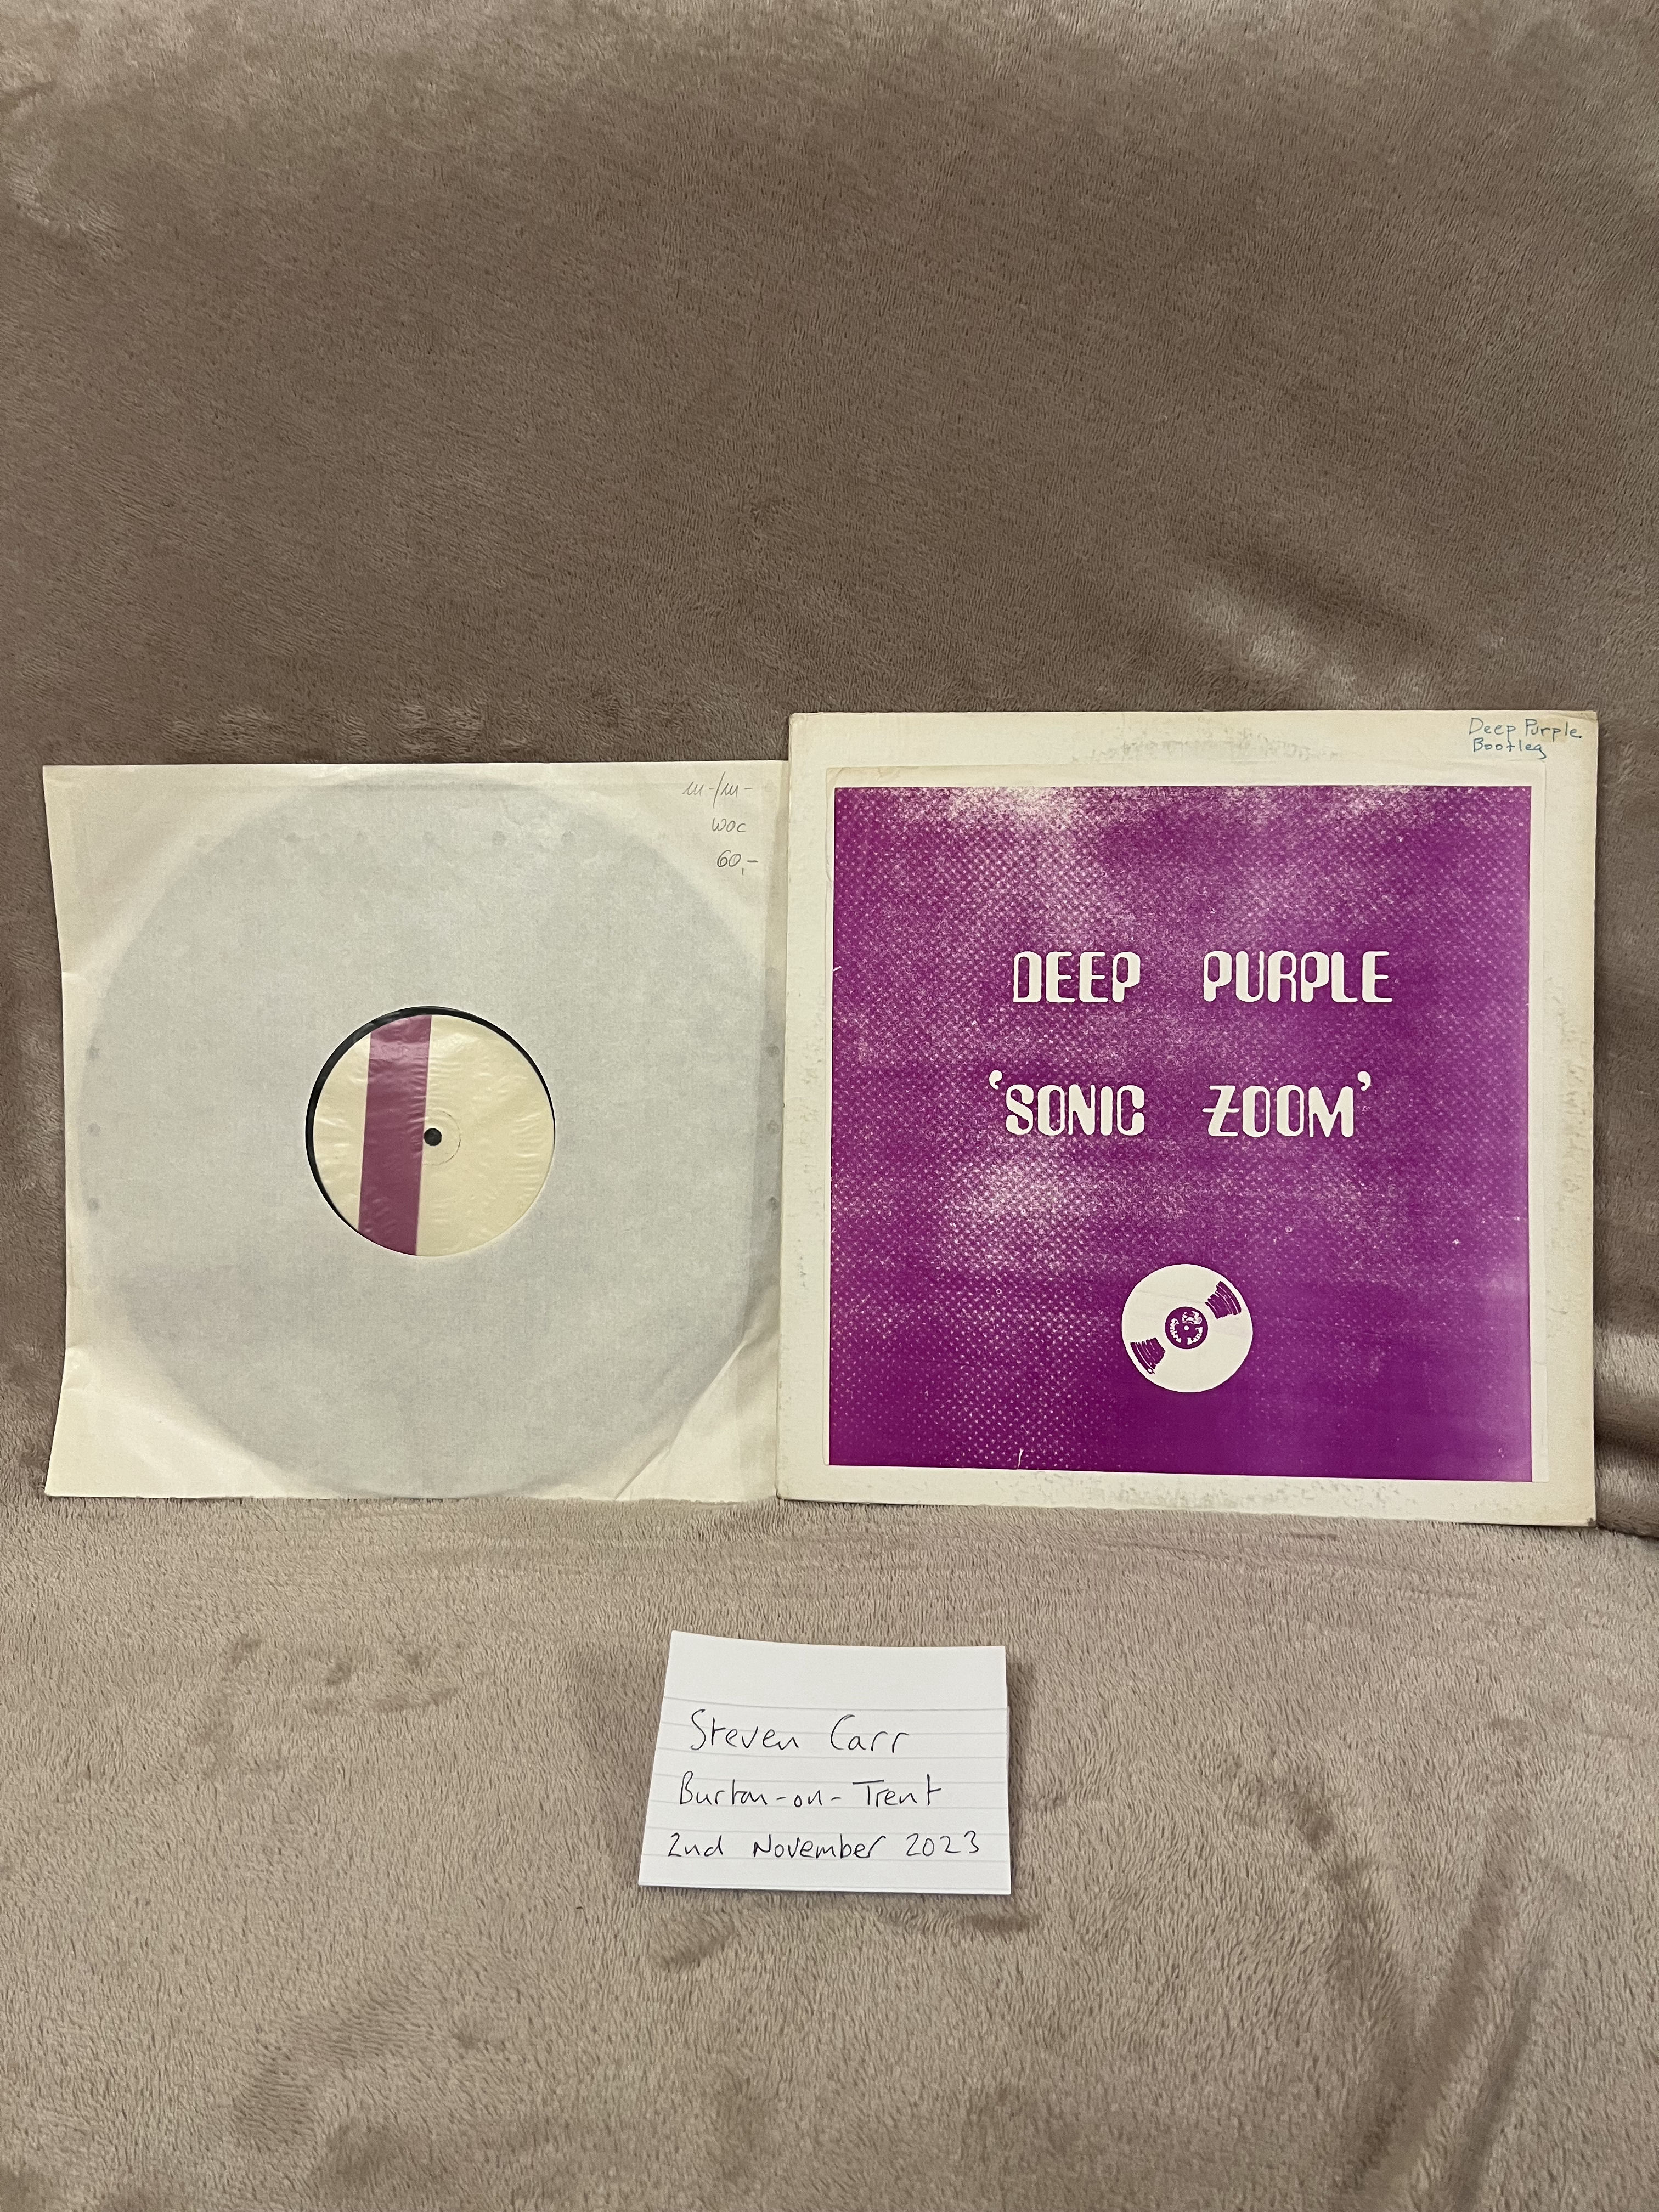 m-/m-
WOC
60,-
Deep Purple
Bootleg
DEEP PURPLE
'SONIC ZOOM'
Steven Carr
Burton-on-Trent
2nd November 2023